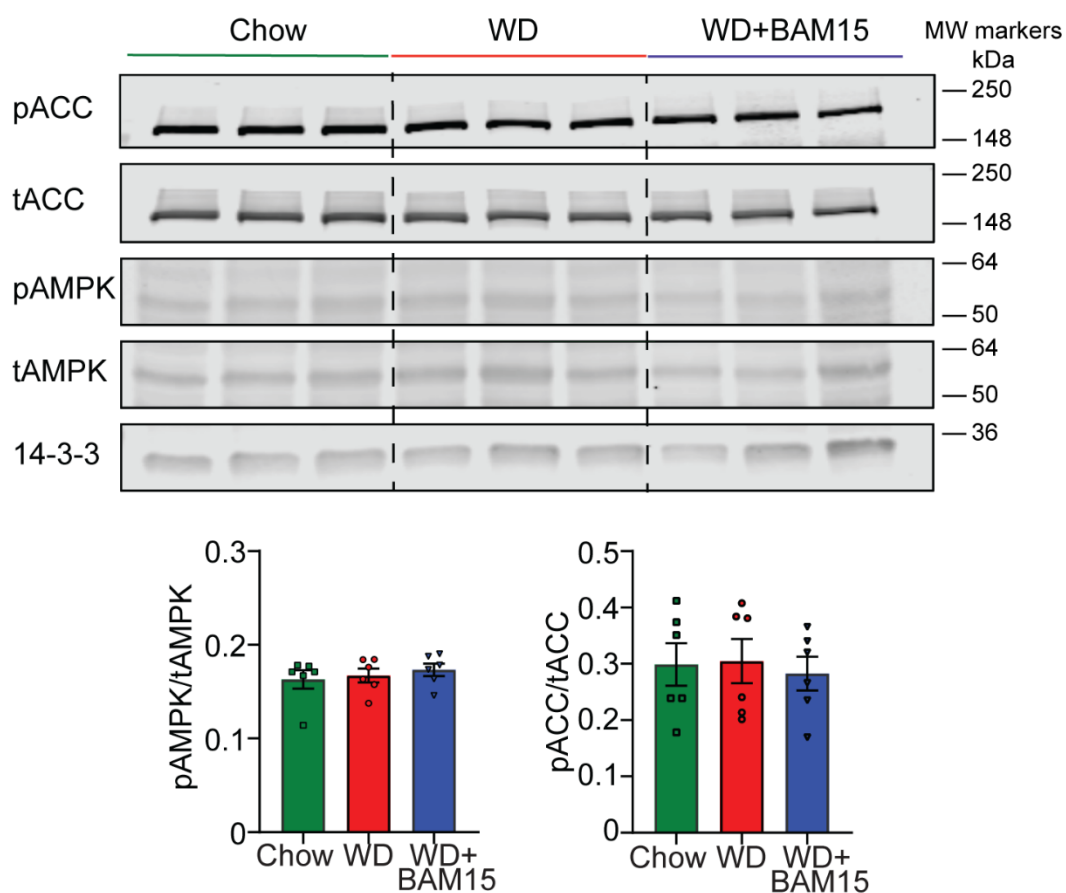 Chow WD WD+BAM15 MW markers
kDa
pACC
250
148
tACC
250
148
pAMPK
64
50
tAMPK
64
50
14-3-3
36
pAMPK/tAMPK
0.3
0.2
0.1
0
Chow WD WD+
BAM15
pACC/tACC
0.5
0.4
0.3
0.2
0.1
0
Chow WD WD+
BAM15